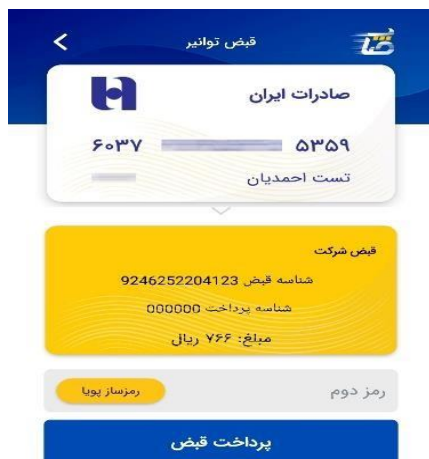 قبض توانیر
صادرات ایران
۶۰۳۷ ۵۳۵۹
تست احمدیان
قبض شرکت
شناسه قبض 9246252204123
شناسه پرداخت 000000
مبلغ: ۷۶۶ ریال
رمز دوم
رمزساز پویا
پرداخت قبض